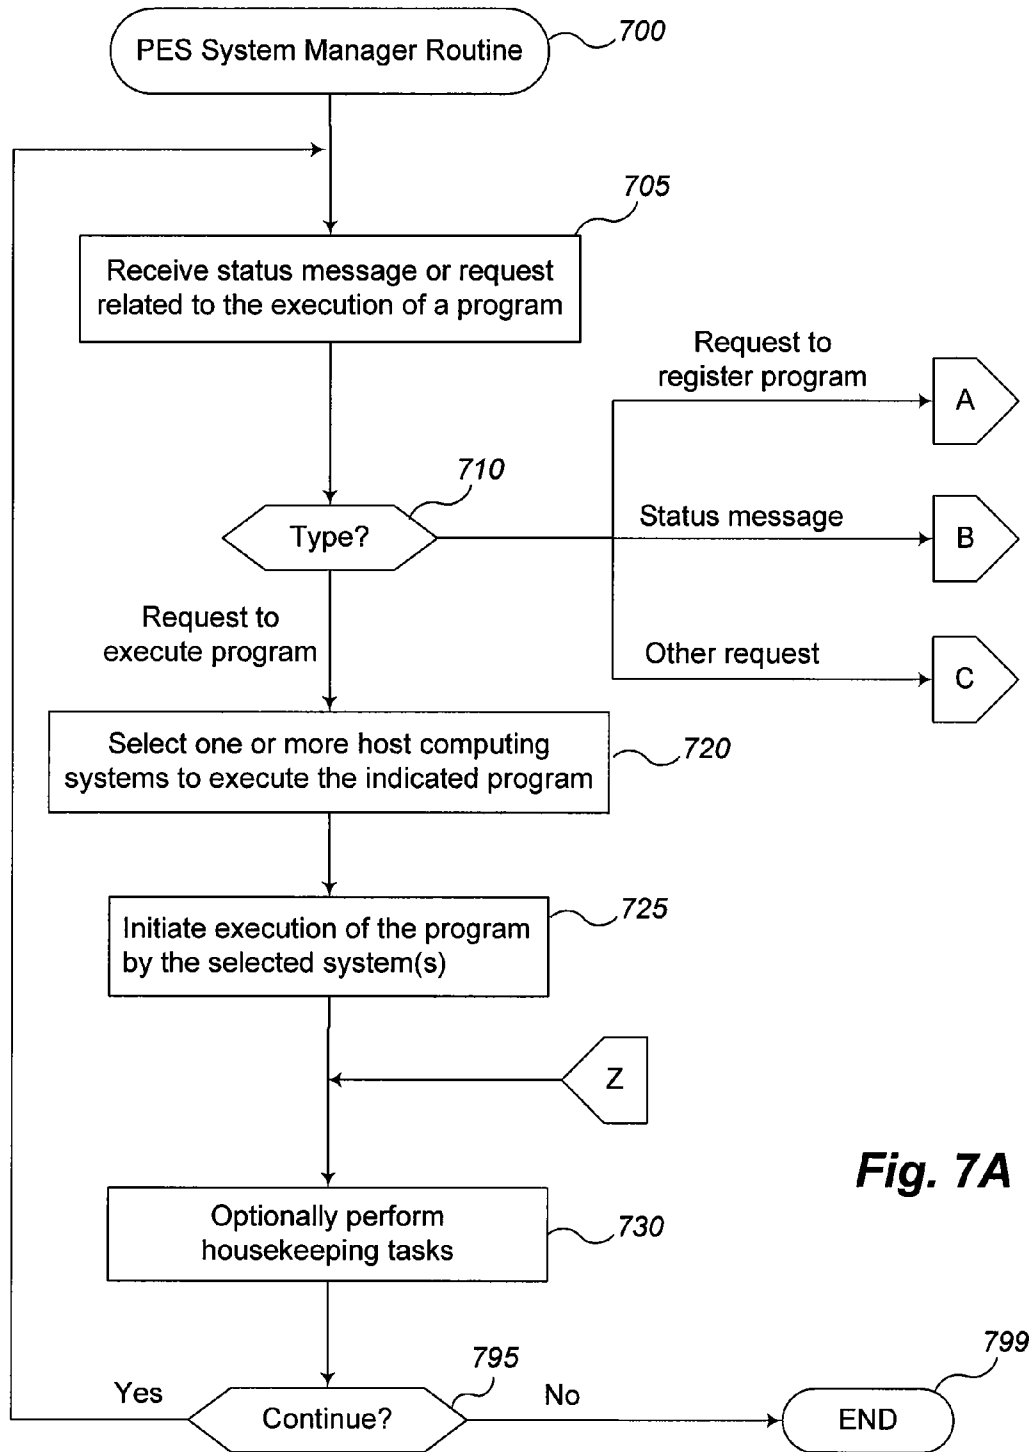 PES System Manager Routine
700
705
Receive status message or request
related to the execution of a program
Request to
register program
A
710
Type?
Status message
B
Request to
execute program
Other request
C
Select one or more host computing
systems to execute the indicated program
720
Initiate execution of the program
by the selected system(s)
725
Z
Fig. 7A
Optionally perform
housekeeping tasks
730
795
799
Yes
Continue?
No
END